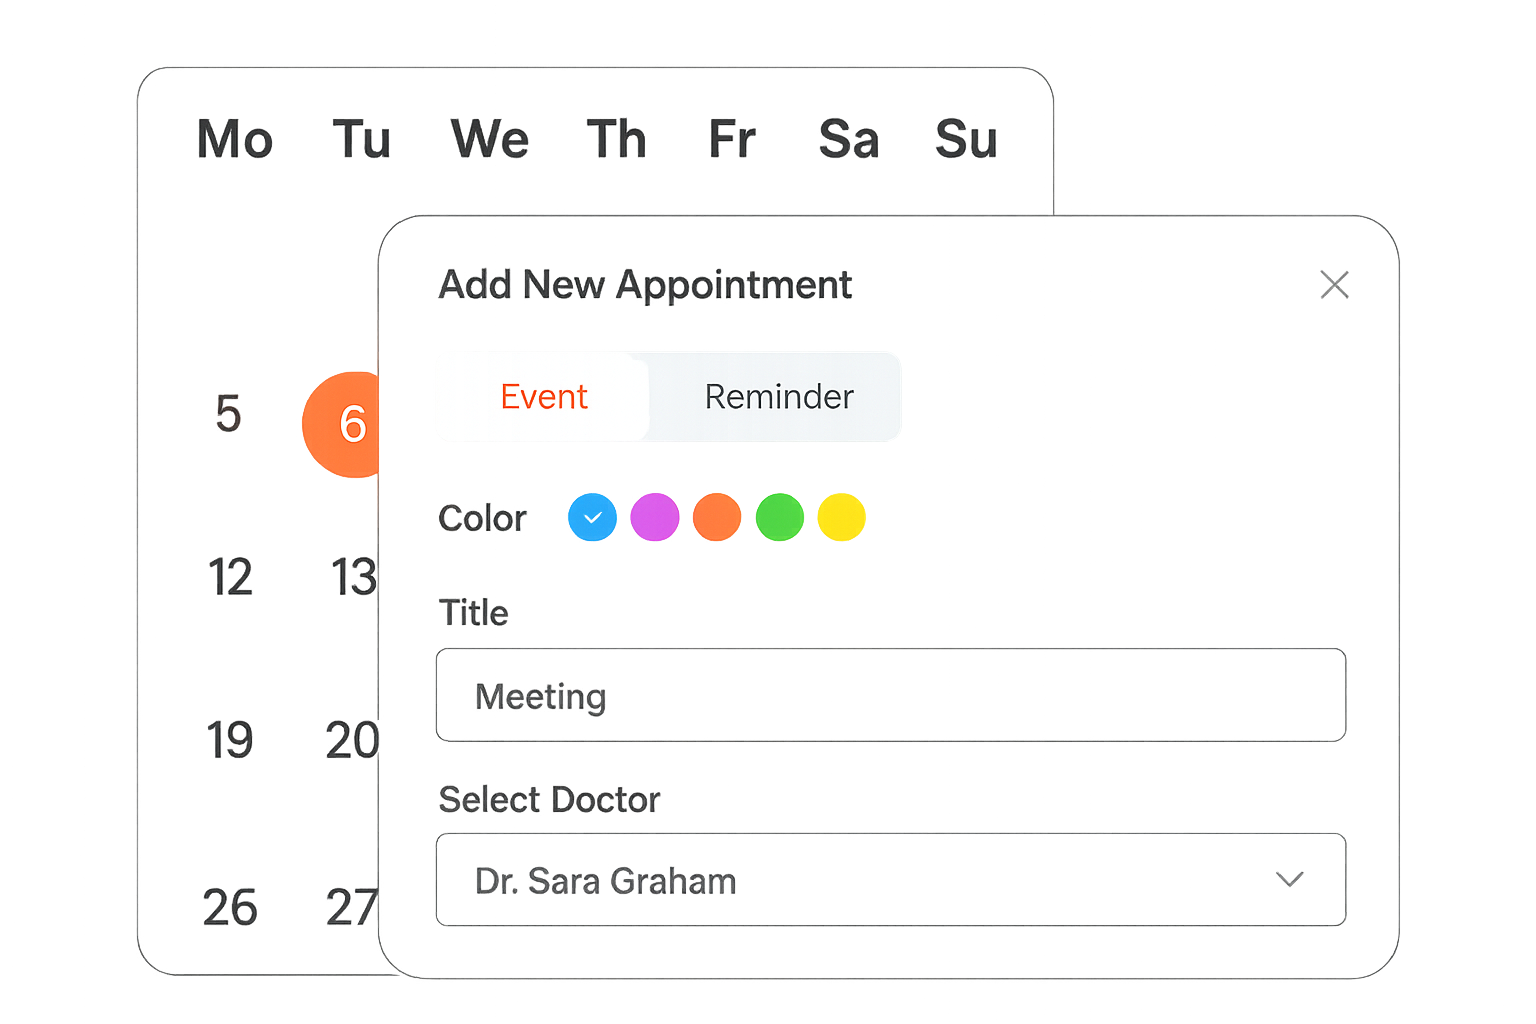 Mo Tu We Th Fr Sa Su
Add New Appointment
Event Reminder
5 6
Color
12 13
Title
Meeting
19 20
Select Doctor
Dr. Sara Graham
26 27